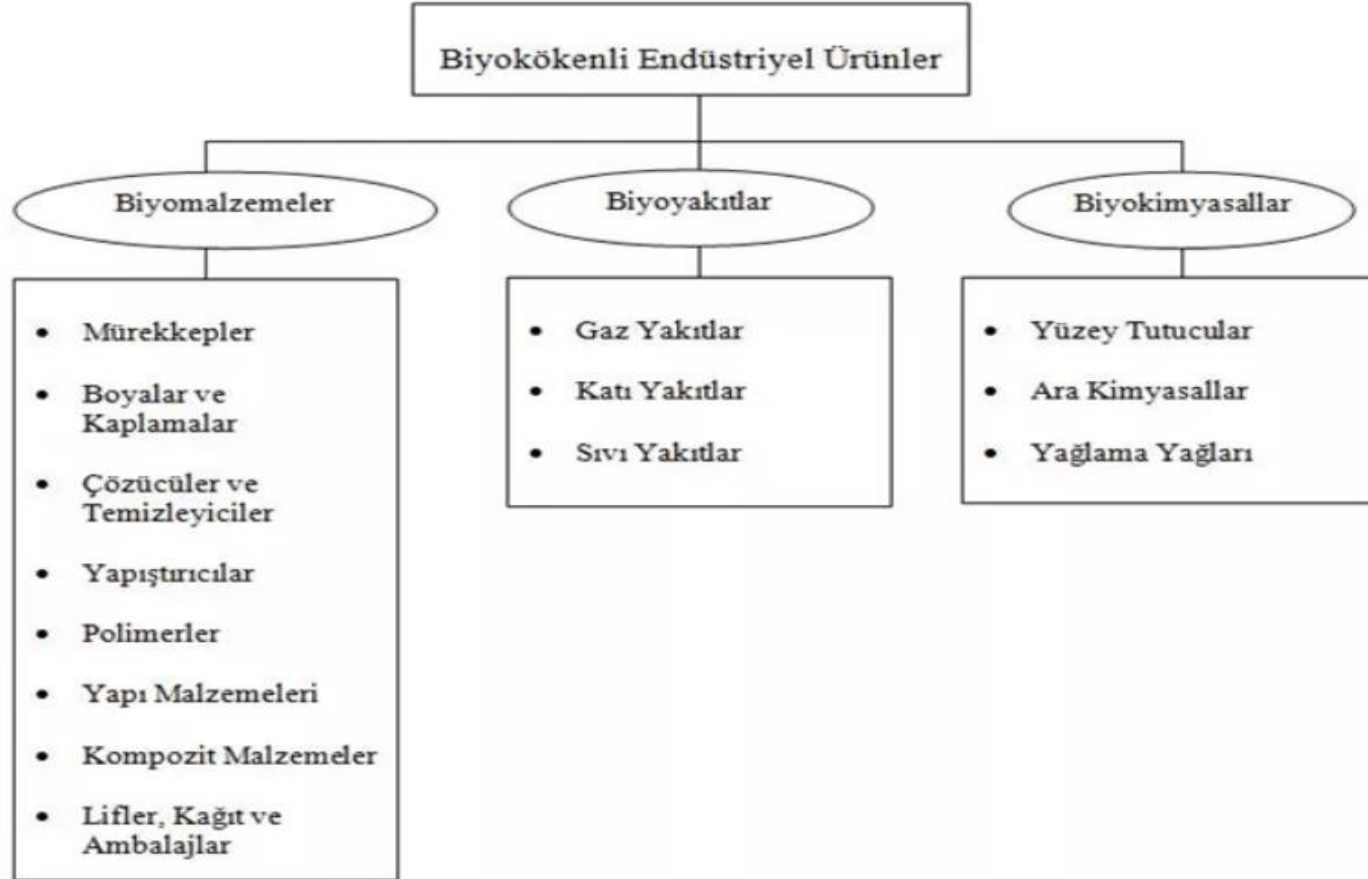 Biyokökenli Endüstriyel Ürünler
Biyomalzemeler
• Mürekkepler
• Boyalar ve
Kaplamalar
• Çözücüler ve
Temizleyiciler
• Yapıştırıcılar
• Polimerler
• Yapı Malzemeleri
• Kompozit Malzemeler
• Lifler, Kağıt ve
Ambalajlar
Biyoyakıtlar
• Gaz Yakıtlar
• Katı Yakıtlar
• Sıvı Yakıtlar
Biyokimyasallar
• Yüzey Tutucular
• Ara Kimyasallar
• Yağlama Yağları